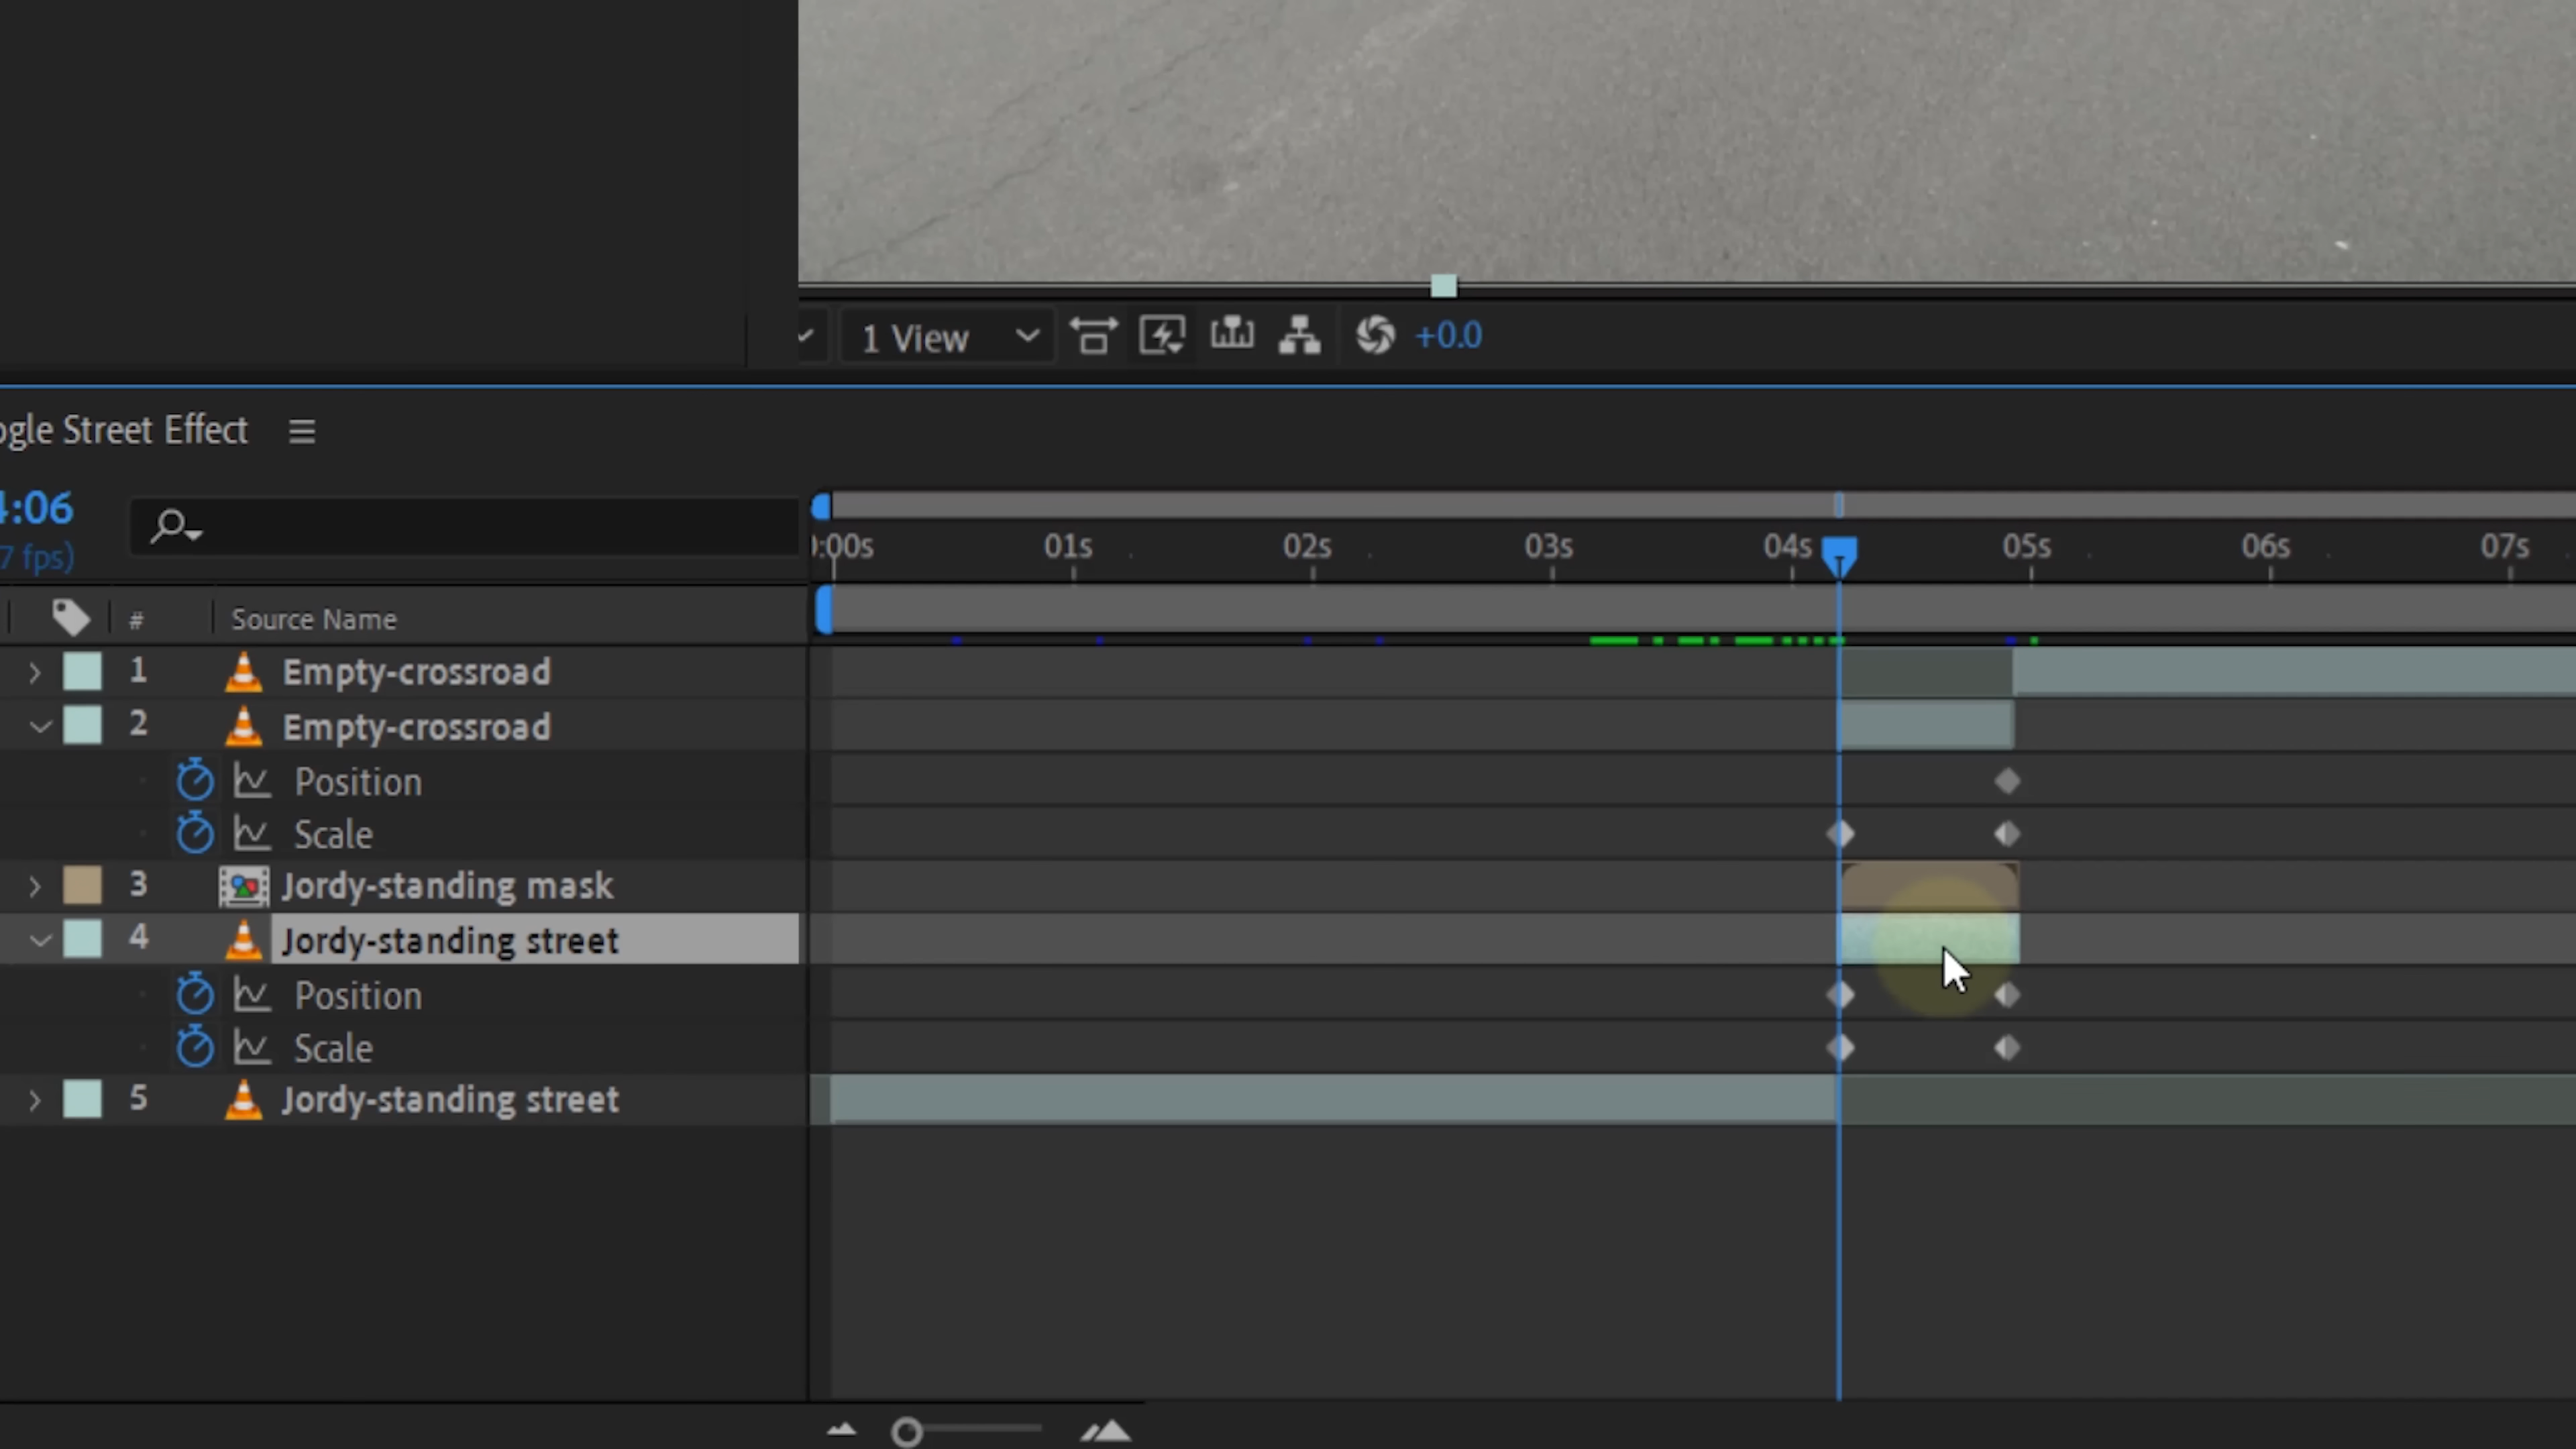 1 View +0.0
ogle Street Effect
4:06
7 fps)
:00s 01s 02s 03s 04s 05s 06s 07s
# Source Name
1 Empty-crossroad
2 Empty-crossroad
Position
Scale
3 Jordy-standing mask
4 Jordy-standing street
Position
Scale
5 Jordy-standing street